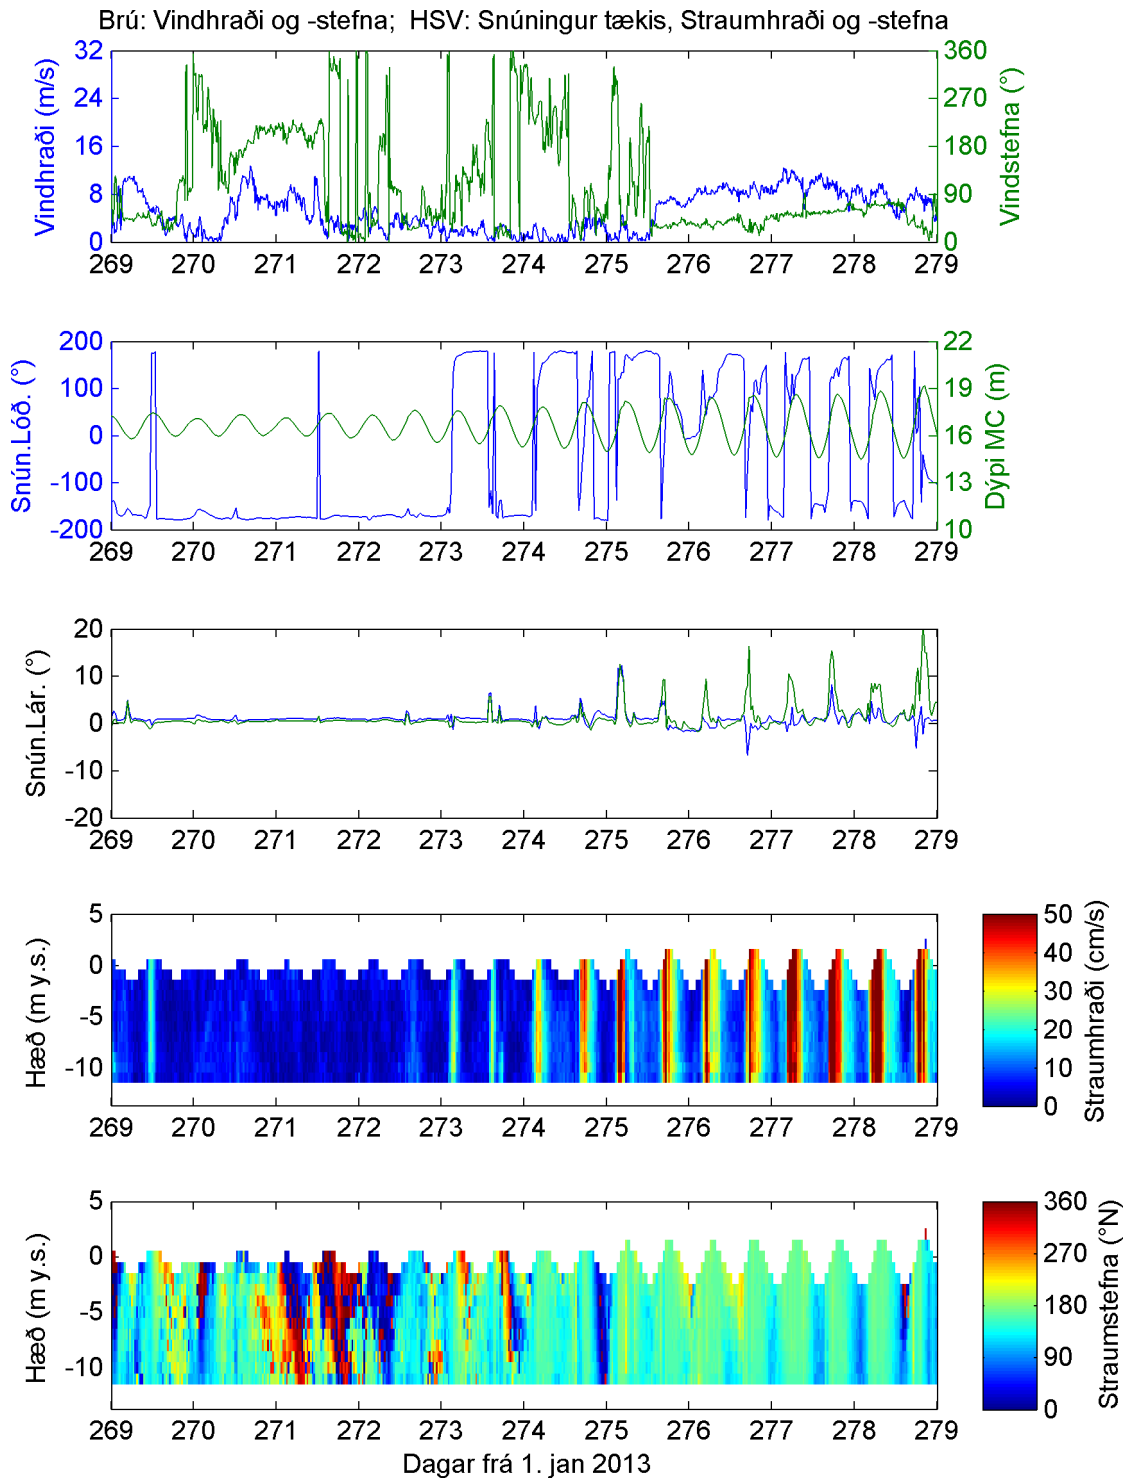 Brú: Vindhraði og -stefna;  HSV: Snúningur tækis, Straumhraði og -stefna
Vindhraði (m/s)
32
24
16
8
0
360
270
180
90
0
Vindstefna (°)
269 270 271 272 273 274 275 276 277 278 279
Snún.Lóð. (°)
200
100
0
-100
-200
22
19
16
13
10
Dýpi MC (m)
269 270 271 272 273 274 275 276 277 278 279
Snún.Lár. (°)
20
10
0
-10
-20
269 270 271 272 273 274 275 276 277 278 279
Hæð (m y.s.)
5
0
-5
-10
269 270 271 272 273 274 275 276 277 278 279
50
40
30
20
10
0
Straumhraði (cm/s)
Hæð (m y.s.)
5
0
-5
-10
269 270 271 272 273 274 275 276 277 278 279
360
270
180
90
0
Straumstefna (°N)
Dagar frá 1. jan 2013